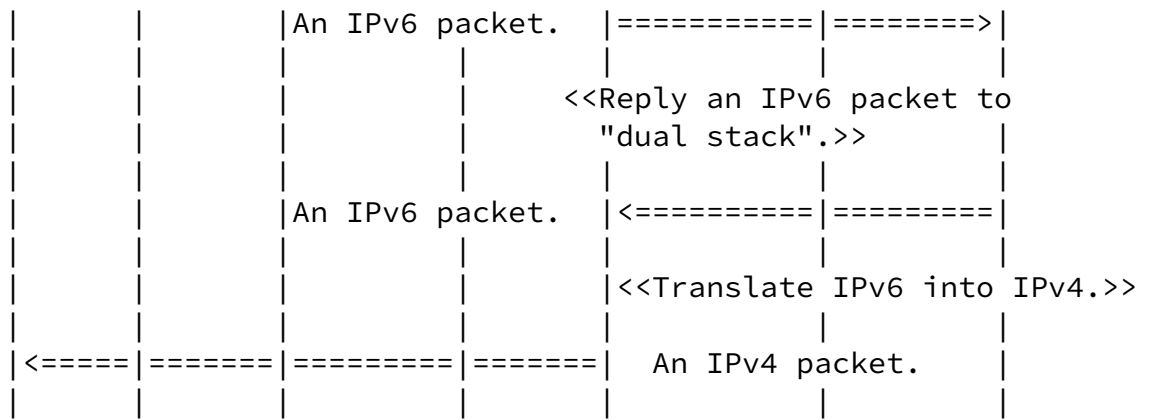 |      |       |An IPv6 packet.  |===========|========>|
|      |       |         |       |           |         |
|      |       |         |     <<Reply an IPv6 packet to
|      |       |         |       "dual stack".>>       |
|      |       |         |       |           |         |
|      |       |An IPv6 packet.  |<==========|=========|
|      |       |         |       |           |         |
|      |       |         |       |<<Translate IPv6 into IPv4.>>
|      |       |         |       |           |         |
|<=====|=======|=========|=======|  An IPv4 packet.    |
|      |       |         |       |           |         |